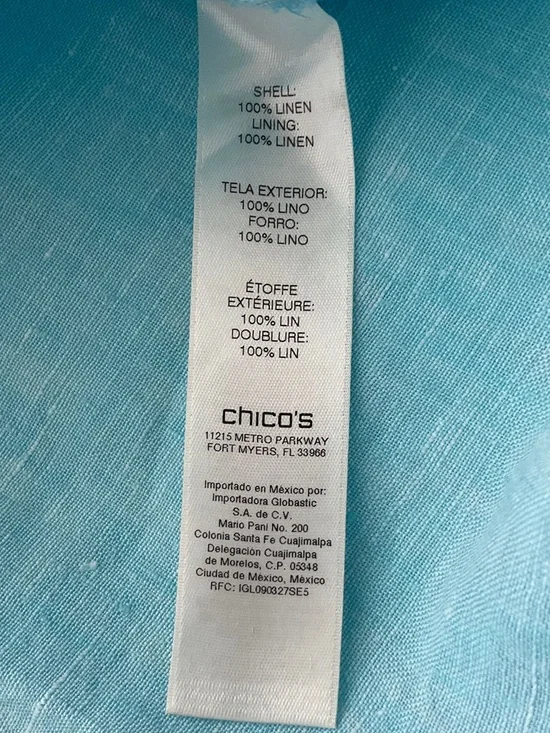 SHELL:
100% LINEN
LINING:
100% LINEN
TELA EXTERIOR:
100% LINO
FORRO:
100% LINO
ÉTOFFE
EXTÉRIEURE:
100% LIN
DOUBLURE:
100% LIN
chico's
11215 METRO PARKWAY
FORT MYERS, FL 33966
Importado en México por:
Importadora Globastic
S.A. de C.V.
Mario Pani No. 200
Colonia Santa Fe Cuajimalpa
Delegación Cuajimalpa
de Morelos, C.P. 05348
Ciudad de México, México
RFC: IGL090327SE5